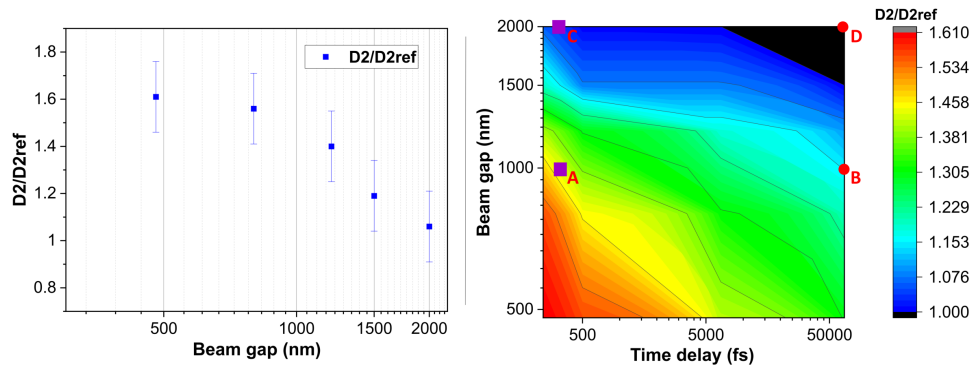 D2/D2ref
1.8
1.6
1.4
1.2
1
0.8
D2/D2ref
500
1000
1500
2000
Beam gap (nm)
Beam gap (nm)
2000
1500
1000
500
C
D
A
B
500
5000
50000
Time delay (fs)
D2/D2ref
1.610
1.534
1.458
1.381
1.305
1.229
1.153
1.076
1.000